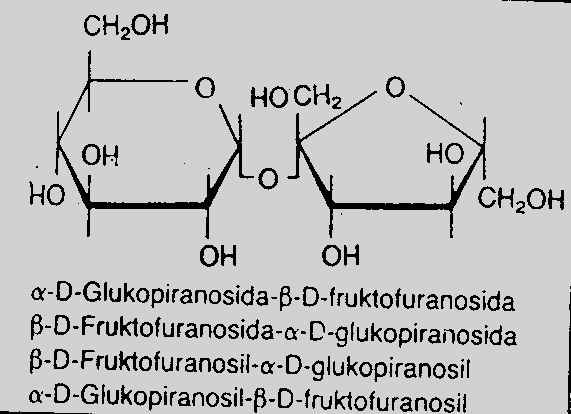 CH2OH
O
HOCH2
O
OH
HO
HO
O
CH2OH
OH
OH
α-D-Glukopiranosida-β-D-fruktofuranosida
β-D-Fruktofuranosida-α-D-glukopiranosida
β-D-Fruktofuranosil-α-D-glukopiranosil
α-D-Glukopiranosil-β-D-fruktofuranosil